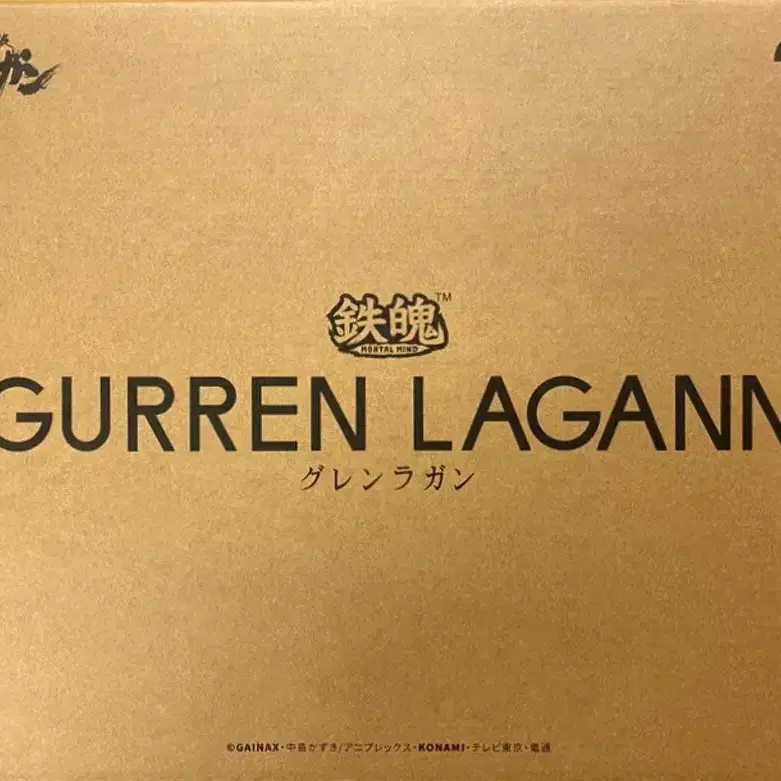 ガン
鉄魄™
MORTAL MIND
GURREN LAGANN
グレンラガン
©GAINAX・中島かずき/アニプレックス・KONAMI・テレビ東京・電通